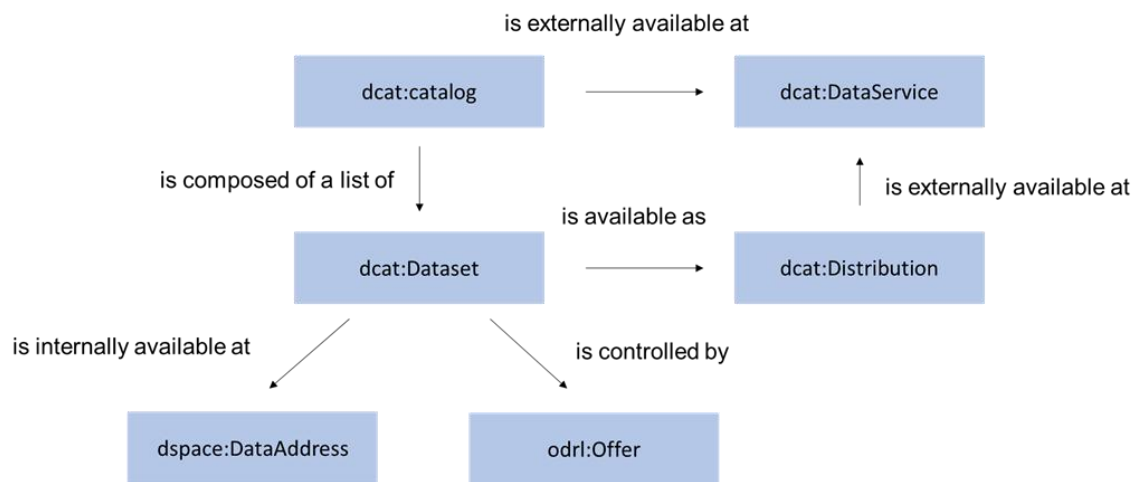 is externally available at
dcat:catalog
dcat:DataService
is composed of a list of
is externally available at
is available as
dcat:Dataset
dcat:Distribution
is internally available at
is controlled by
dspace:DataAddress
odrl:Offer